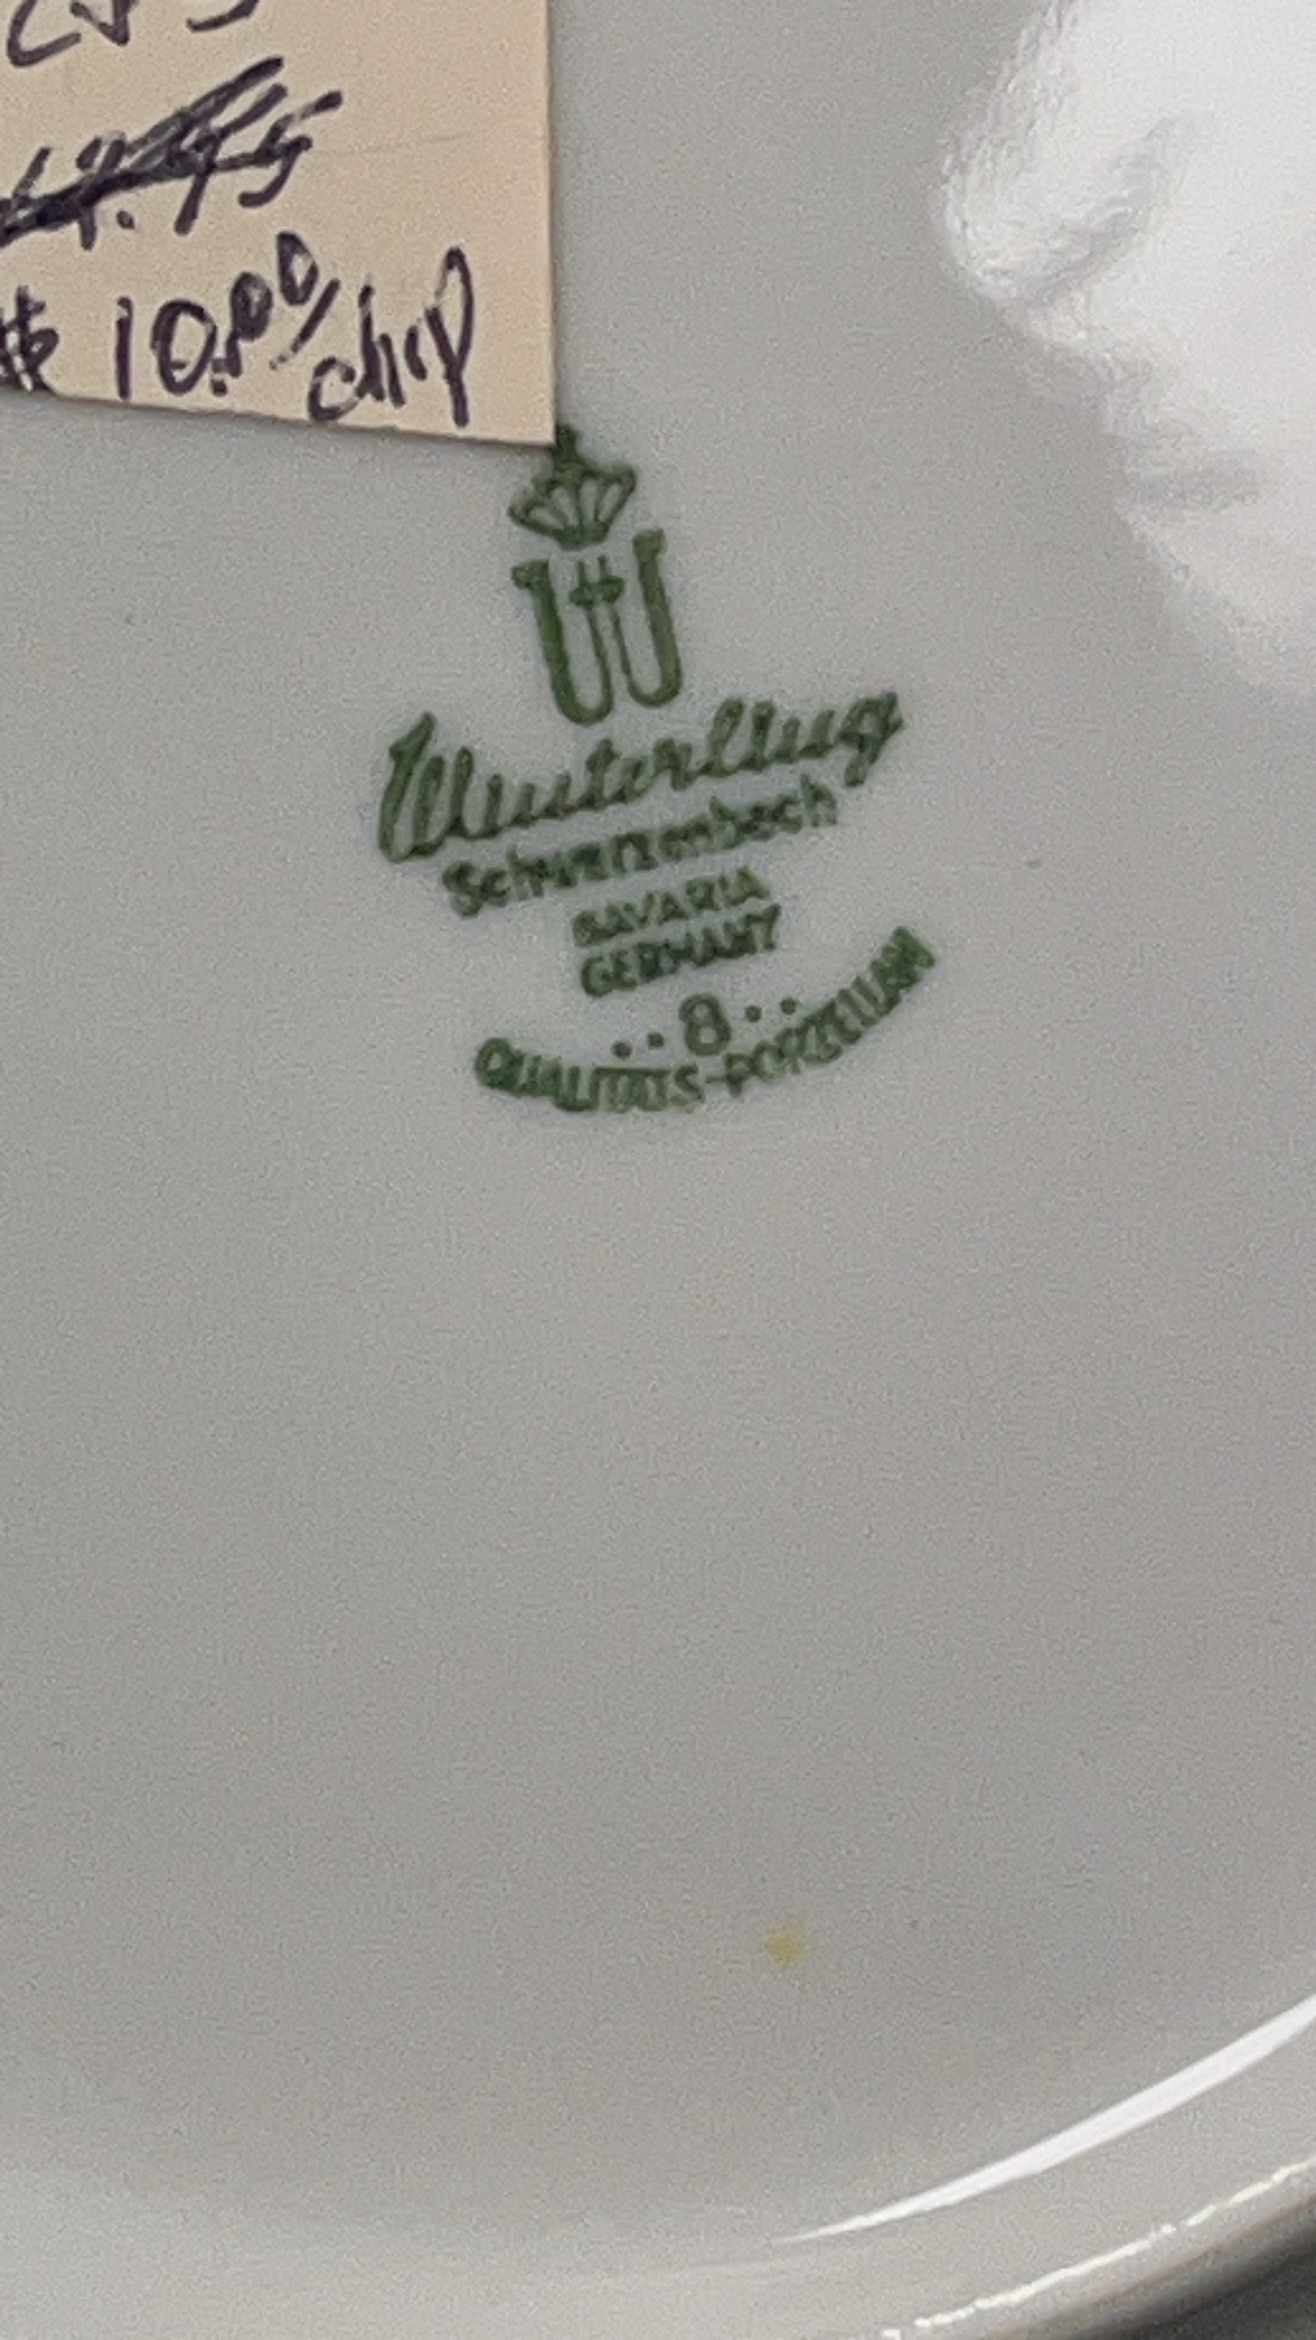 $ 10.00/chip
Winterling
Schwarzenbach
BAVARIA
GERMANY
..8..
QUALITÄTS-PORZELLAN